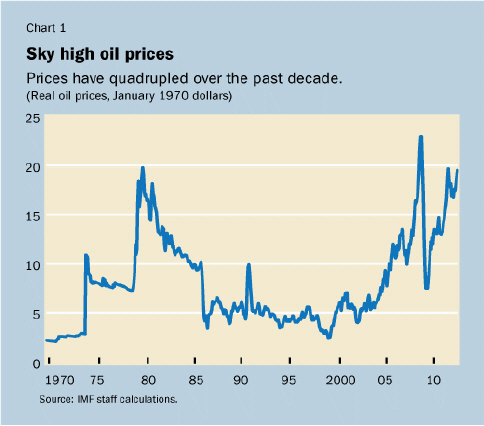 Chart 1
Sky high oil prices
Prices have quadrupled over the past decade.
(Real oil prices, January 1970 dollars)
25
20
15
10
5
0
1970 75 80 85 90 95 2000 05 10
Source: IMF staff calculations.